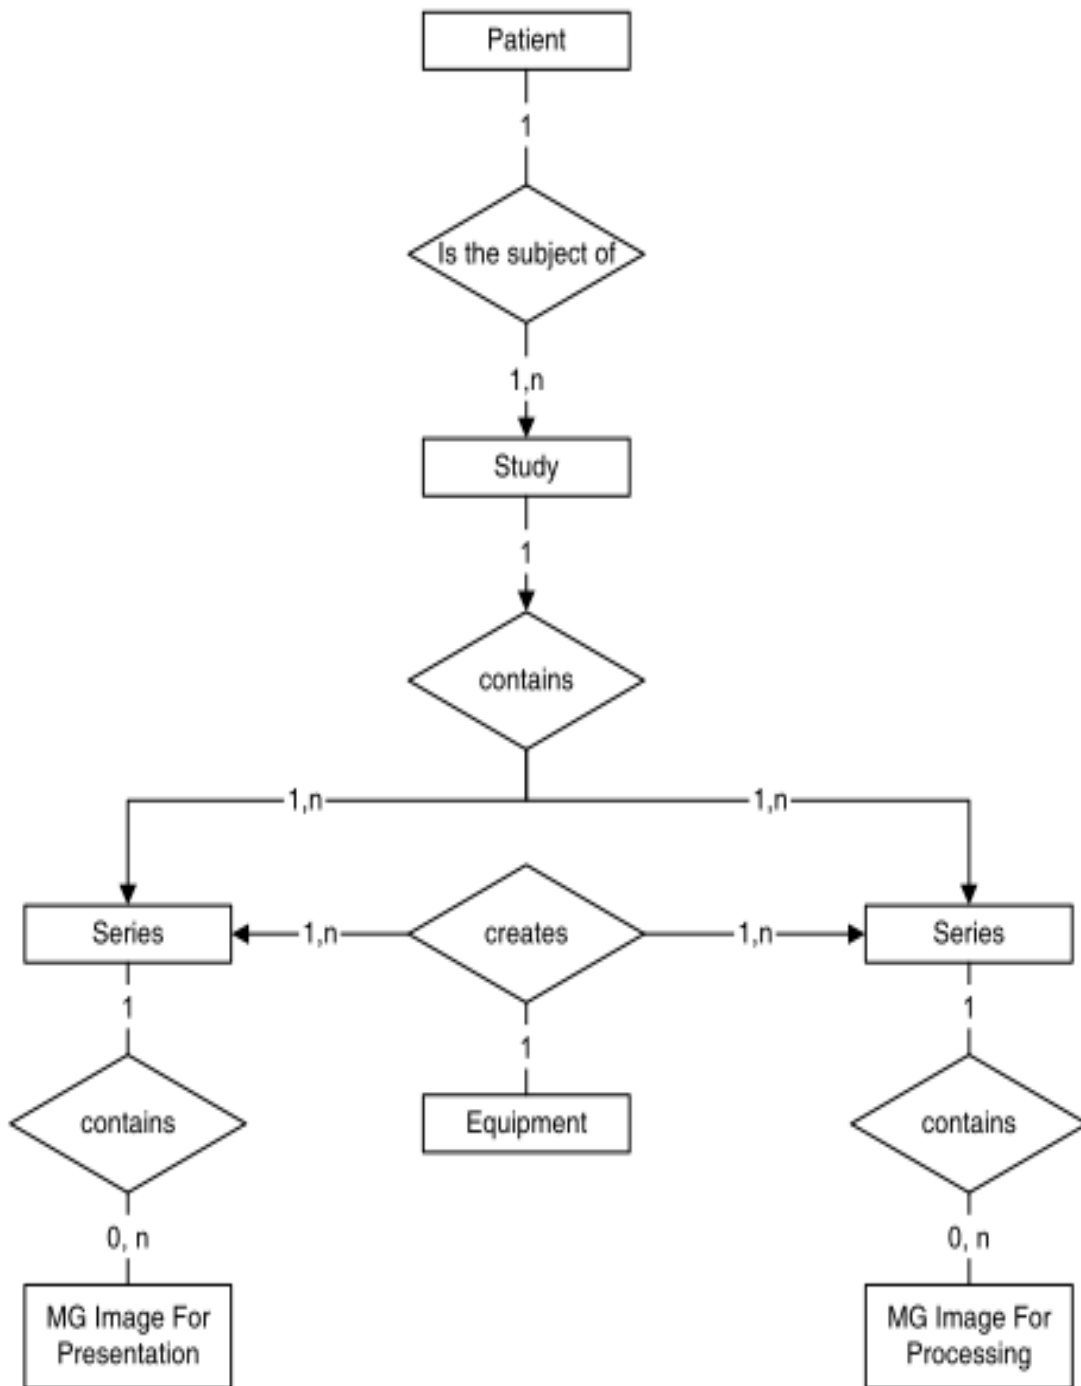 Patient
1
Is the subject of
1,n
Study
1
contains
1,n
1,n
Series
1,n
creates
1,n
Series
1
1
1
contains
Equipment
contains
0, n
0, n
MG Image For
Presentation
MG Image For
Processing